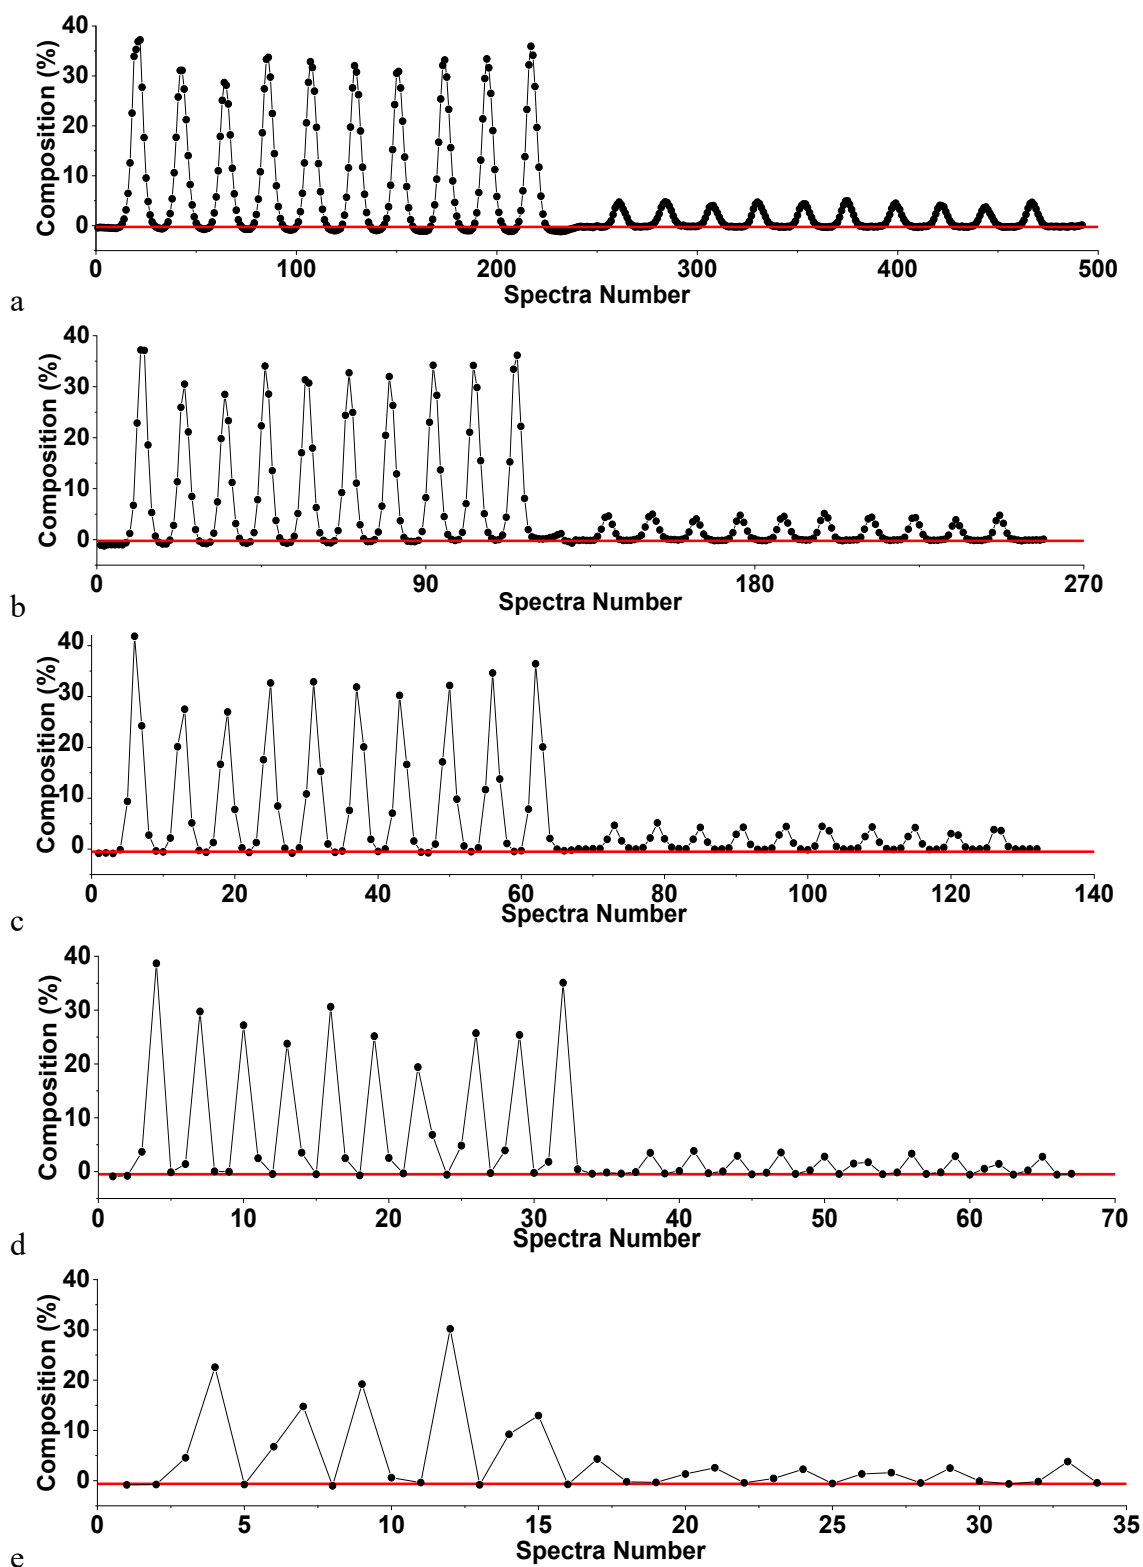 40
30
20
10
0
Composition (%)
0 100 200 300 400 500
Spectra Number
a
40
30
20
10
0
Composition (%)
0 90 180 270
Spectra Number
b
40
30
20
10
0
Composition (%)
0 20 40 60 80 100 120 140
Spectra Number
c
40
30
20
10
0
Composition (%)
0 10 20 30 40 50 60 70
Spectra Number
d
40
30
20
10
0
Composition (%)
0 5 10 15 20 25 30 35
Spectra Number
e